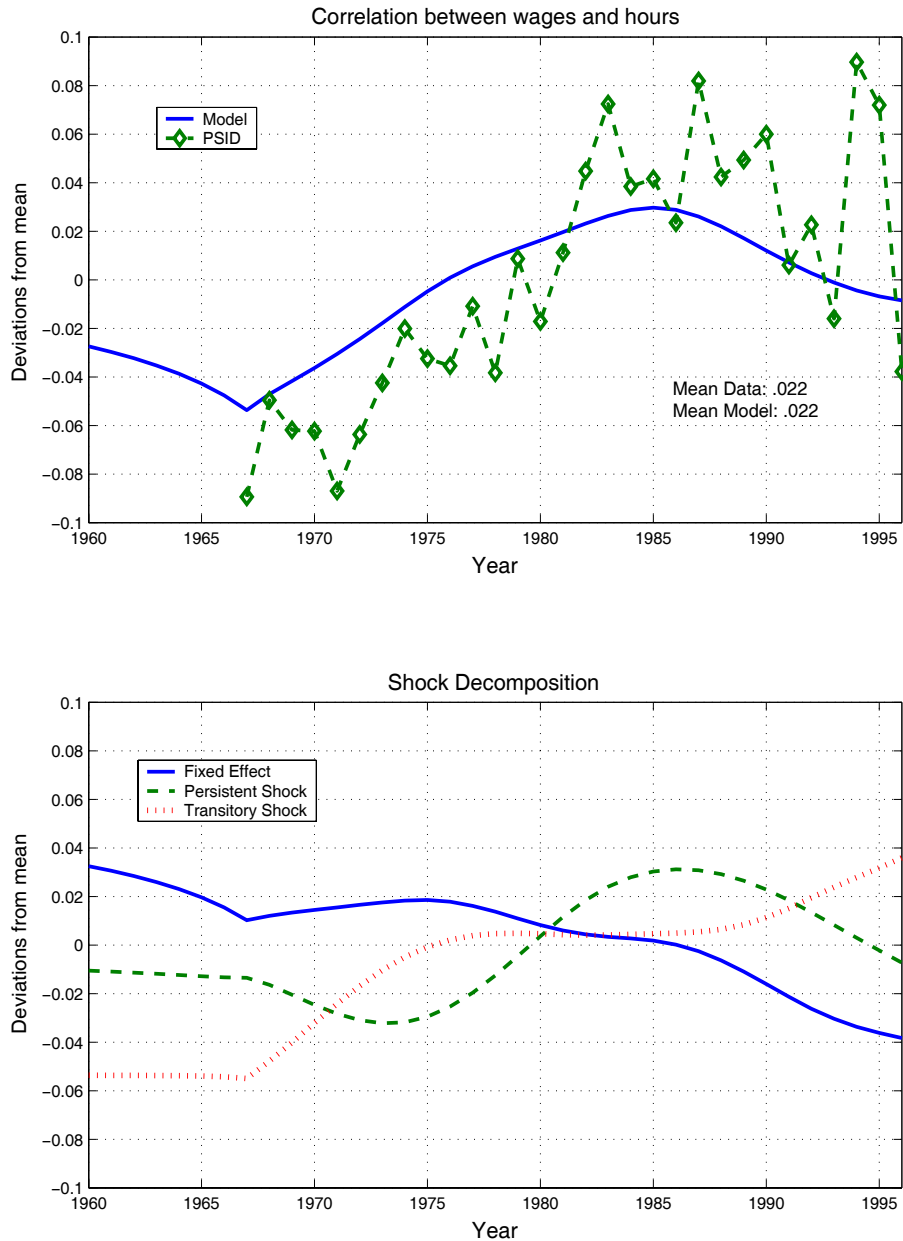 Correlation between wages and hours
0.1
0.08
0.06
0.04
0.02
0
−0.02
−0.04
−0.06
−0.08
−0.1
Deviations from mean
Model
PSID
Mean Data: .022
Mean Model: .022
1960 1965 1970 1975 1980 1985 1990 1995
Year
Shock Decomposition
0.1
0.08
0.06
0.04
0.02
0
−0.02
−0.04
−0.06
−0.08
−0.1
Deviations from mean
Fixed Effect
Persistent Shock
Transitory Shock
1960 1965 1970 1975 1980 1985 1990 1995
Year